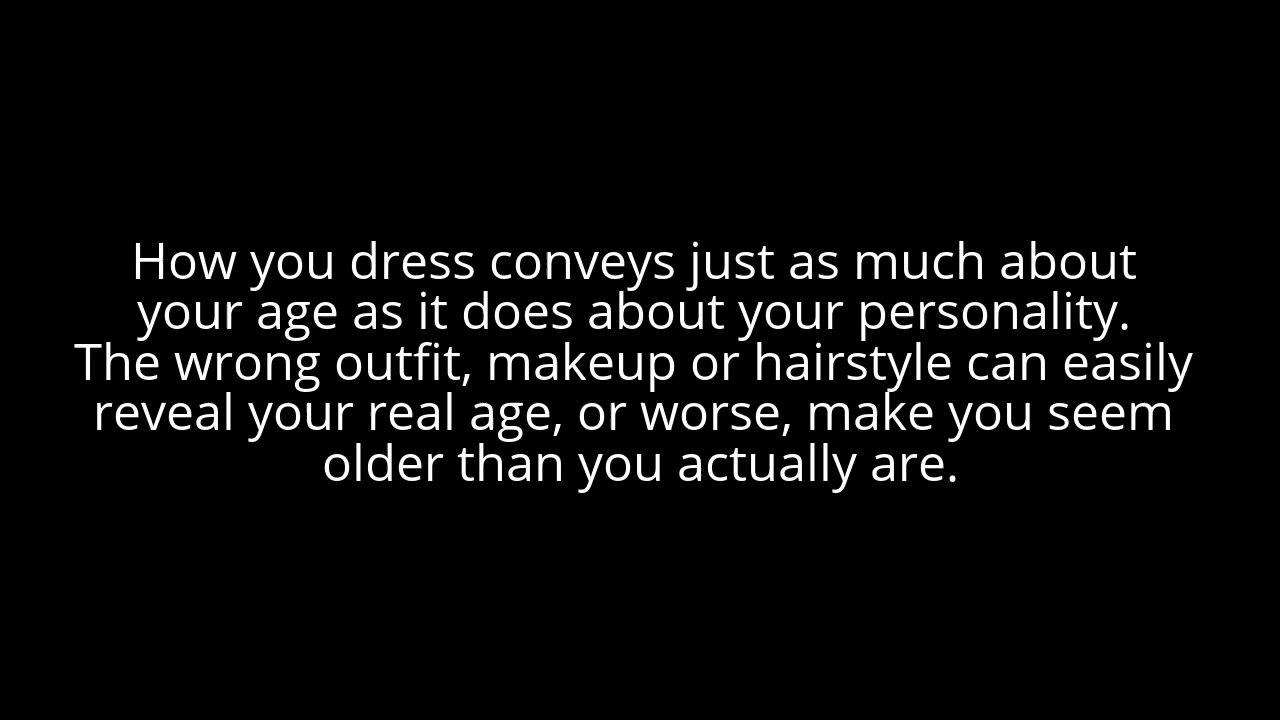 How you dress conveys just as much about
your age as it does about your personality.
The wrong outfit, makeup or hairstyle can easily
reveal your real age, or worse, make you seem
older than you actually are.